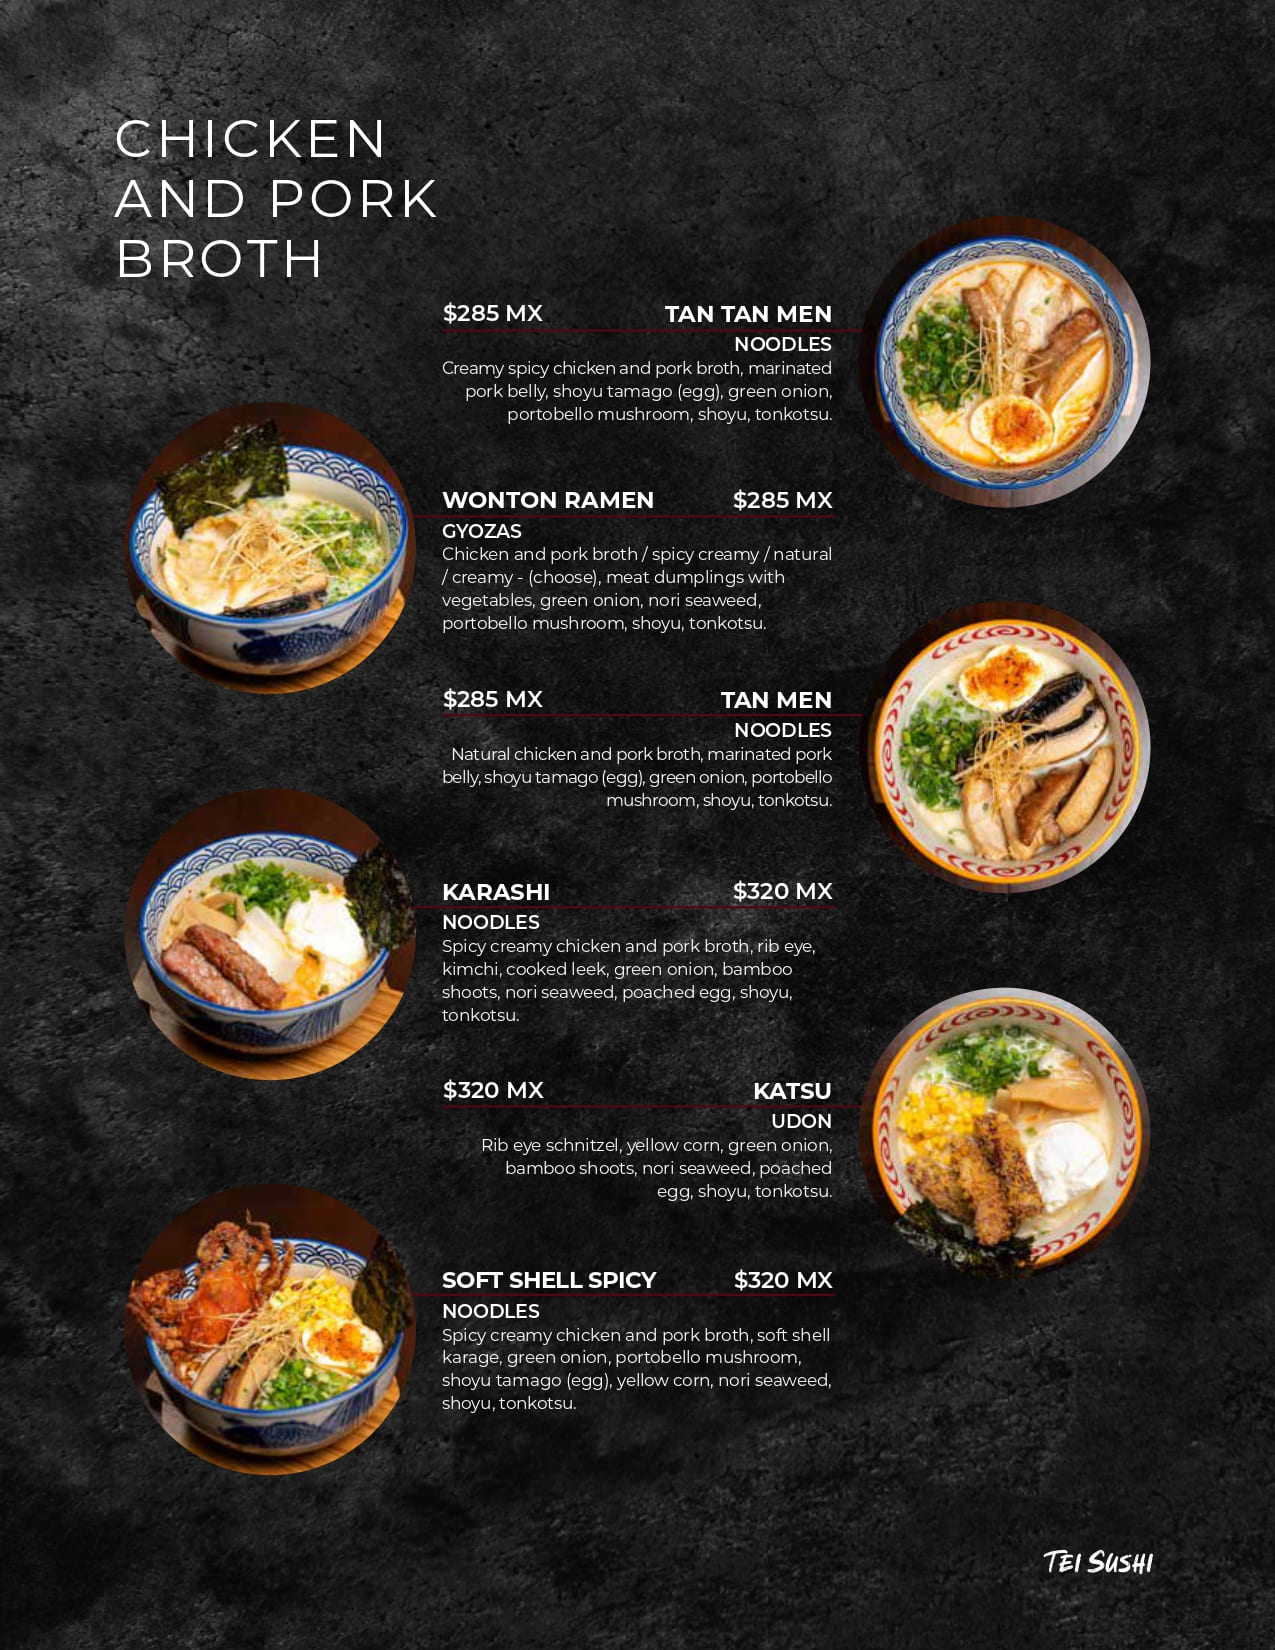 CHICKEN
AND PORK
BROTH
$285 MX TAN TAN MEN
NOODLES
Creamy spicy chicken and pork broth, marinated
pork belly, shoyu tamago (egg), green onion,
portobello mushroom, shoyu, tonkotsu.
WONTON RAMEN $285 MX
GYOZAS
Chicken and pork broth / spicy creamy / natural
/ creamy - (choose), meat dumplings with
vegetables, green onion, nori seaweed,
portobello mushroom, shoyu, tonkotsu.
$285 MX TAN MEN
NOODLES
Natural chicken and pork broth, marinated pork
belly, shoyu tamago (egg), green onion, portobello
mushroom, shoyu, tonkotsu.
KARASHI $320 MX
NOODLES
Spicy creamy chicken and pork broth, rib eye,
kimchi, cooked leek, green onion, bamboo
shoots, nori seaweed, poached egg, shoyu,
tonkotsu.
$320 MX KATSU
UDON
Rib eye schnitzel, yellow corn, green onion,
bamboo shoots, nori seaweed, poached
egg, shoyu, tonkotsu.
SOFT SHELL SPICY $320 MX
NOODLES
Spicy creamy chicken and pork broth, soft shell
karage, green onion, portobello mushroom,
shoyu tamago (egg), yellow corn, nori seaweed,
shoyu, tonkotsu.
TEI SUSHI